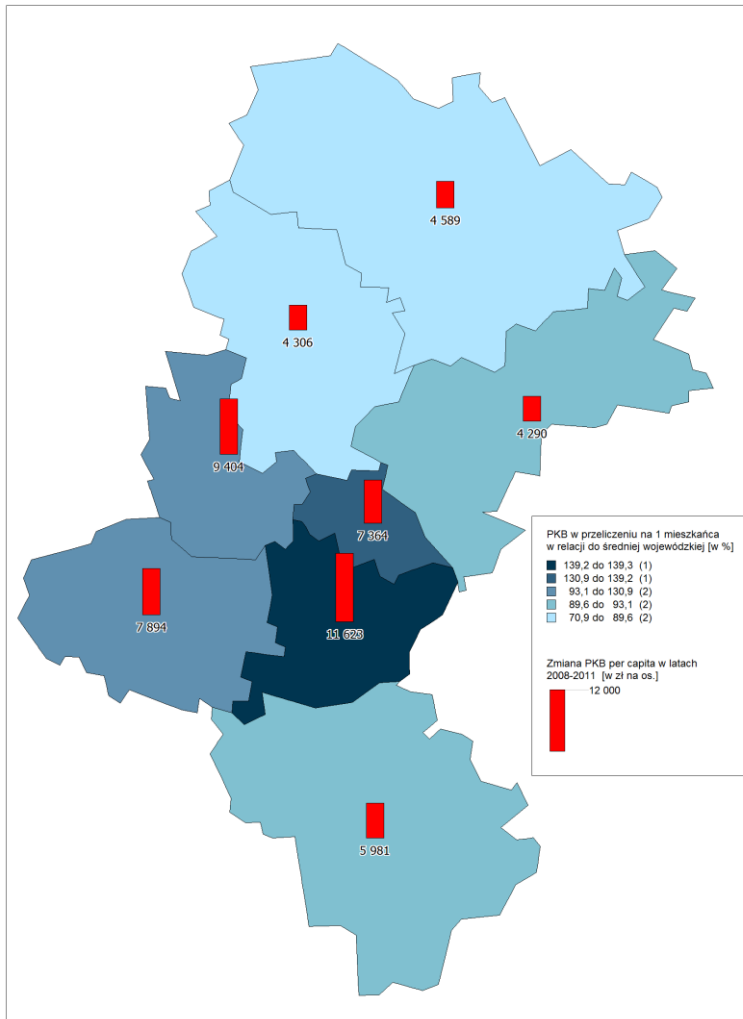 4 589
4 306
4 290
9 404
7 364
7 894
11 623
5 981
PKB w przeliczeniu na 1 mieszkańca
w relacji do średniej wojewódzkiej [w %]
139,2 do 139,3 (1)
130,9 do 139,2 (1)
93,1 do 130,9 (2)
89,6 do 93,1 (2)
70,9 do 89,6 (2)
Zmiana PKB per capita w latach
2008-2011 [w zł na os.]
12 000